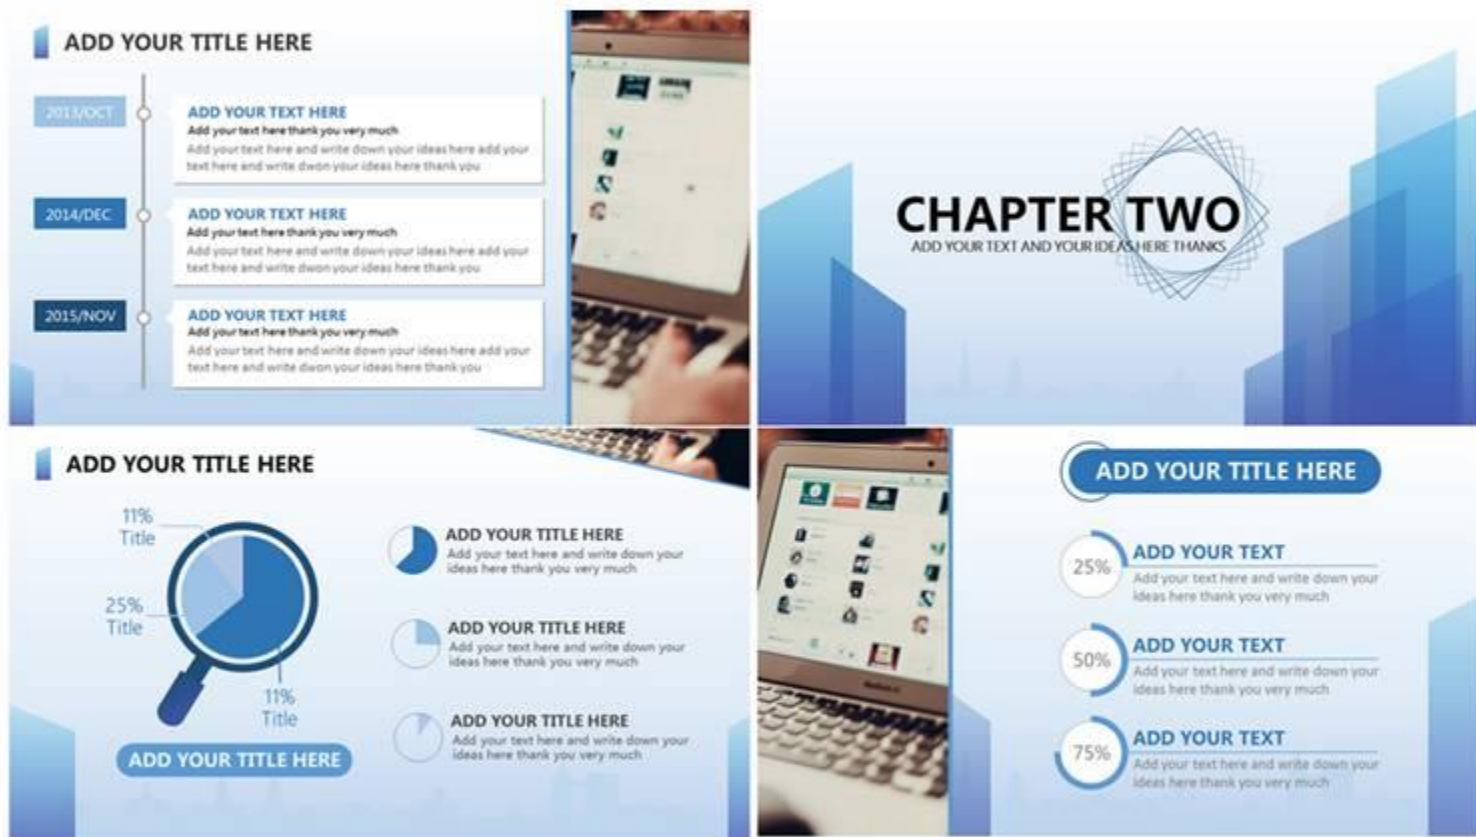 ADD YOUR TITLE HERE
2013/OCT
ADD YOUR TEXT HERE
Add your text here thank you very much
Add your text here and write down your ideas here add your
text here and write dwon your ideas here thank you
2014/DEC
ADD YOUR TEXT HERE
Add your text here thank you very much
Add your text here and write down your ideas here add your
text here and write dwon your ideas here thank you
2015/NOV
ADD YOUR TEXT HERE
Add your text here thank you very much
Add your text here and write down your ideas here add your
text here and write dwon your ideas here thank you
CHAPTER TWO
ADD YOUR TEXT AND YOUR IDEAS HERE THANKS
ADD YOUR TITLE HERE
11%
Title
25%
Title
11%
Title
ADD YOUR TITLE HERE
ADD YOUR TITLE HERE
Add your text here and write down your
ideas here thank you very much
ADD YOUR TITLE HERE
Add your text here and write down your
ideas here thank you very much
ADD YOUR TITLE HERE
Add your text here and write down your
ideas here thank you very much
ADD YOUR TITLE HERE
25%
ADD YOUR TEXT
Add your text here and write down your
ideas here thank you very much
50%
ADD YOUR TEXT
Add your text here and write down your
ideas here thank you very much
75%
ADD YOUR TEXT
Add your text here and write down your
ideas here thank you very much